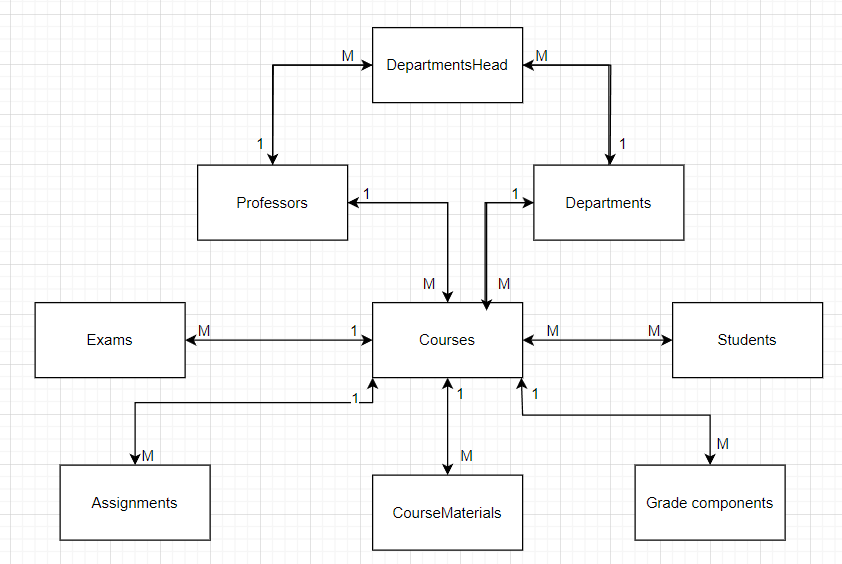 M
DepartmentsHead
M
1
1
Professors
1
1
Departments
M
M
Exams
M
1
Courses
M
M
Students
1
1
1
M
M
M
Assignments
CourseMaterials
Grade components